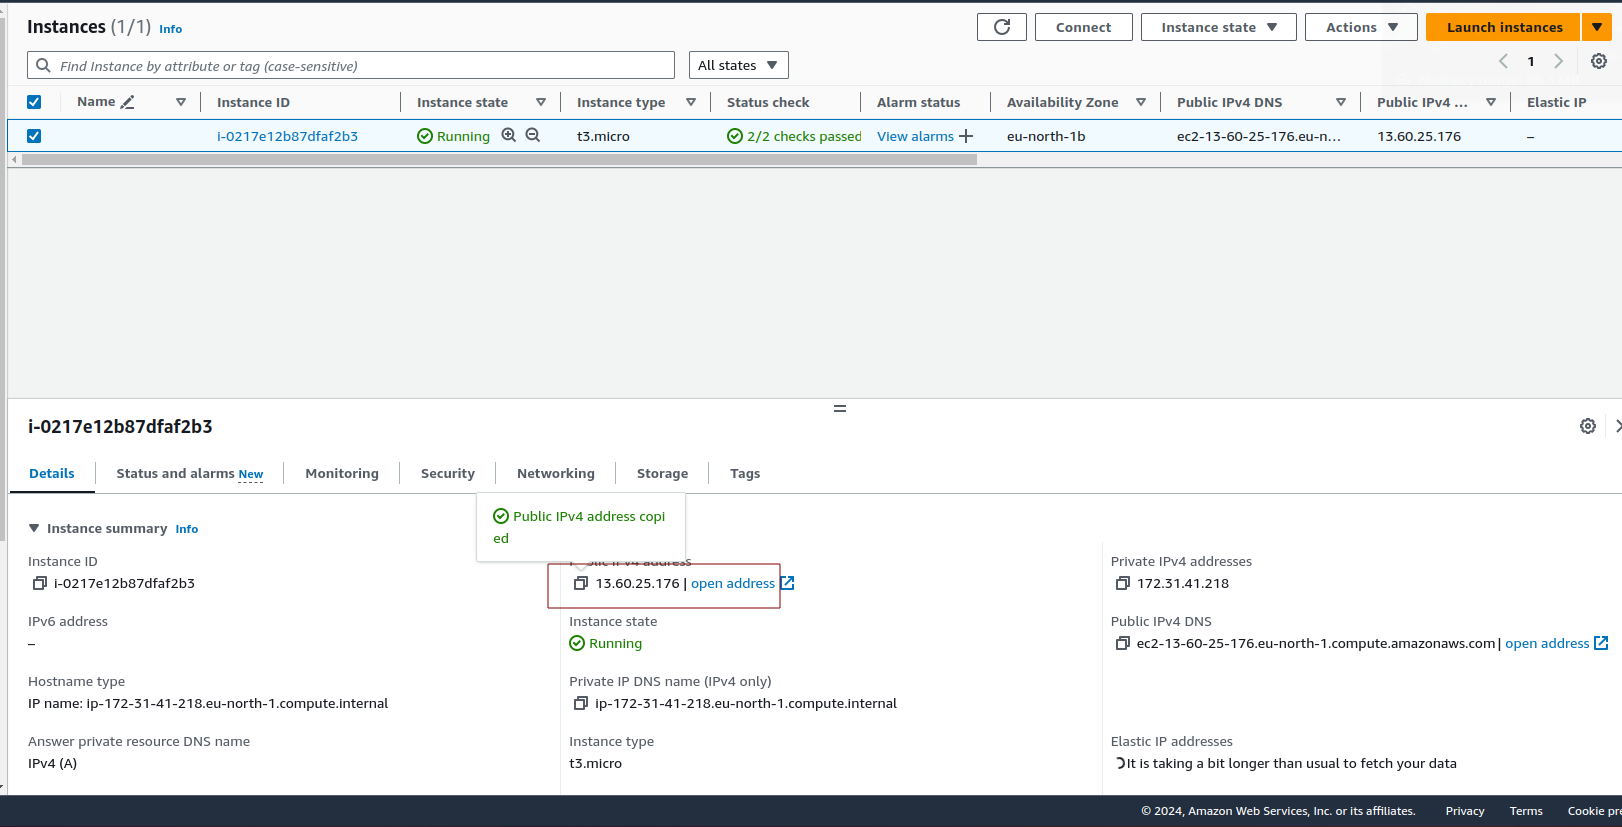 Instances (1/1) Info
Connect
Instance state
Actions
Launch instances
Find Instance by attribute or tag (case-sensitive)
All states
1
Name
Instance ID
Instance state
Instance type
Status check
Alarm status
Availability Zone
Public IPv4 DNS
Public IPv4 ...
Elastic IP
i-0217e12b87dfaf2b3
Running
t3.micro
2/2 checks passed
View alarms
eu-north-1b
ec2-13-60-25-176.eu-n...
13.60.25.176
–
i-0217e12b87dfaf2b3
Details
Status and alarms New
Monitoring
Security
Networking
Storage
Tags
Public IPv4 address copi
ed
Instance summary Info
Instance ID
i-0217e12b87dfaf2b3
Public IPv4 address
13.60.25.176 | open address
Private IPv4 addresses
172.31.41.218
IPv6 address
–
Instance state
Running
Public IPv4 DNS
ec2-13-60-25-176.eu-north-1.compute.amazonaws.com | open address
Hostname type
IP name: ip-172-31-41-218.eu-north-1.compute.internal
Private IP DNS name (IPv4 only)
ip-172-31-41-218.eu-north-1.compute.internal
Answer private resource DNS name
IPv4 (A)
Instance type
t3.micro
Elastic IP addresses
It is taking a bit longer than usual to fetch your data
© 2024, Amazon Web Services, Inc. or its affiliates.
Privacy
Terms
Cookie pre